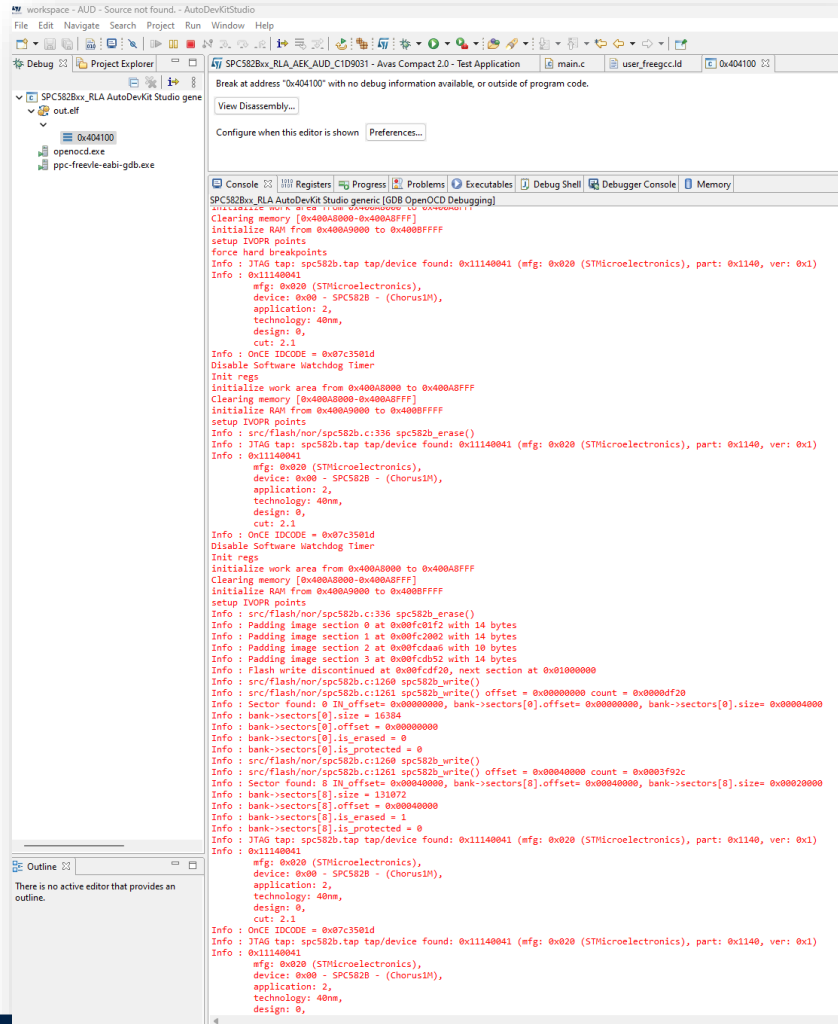 workspace - AUD - Source not found. - AutoDevKitStudio
File Edit Navigate Search Project Run Window Help
Debug Project Explorer
SPC582Bxx_RLA AutoDevKit Studio gene
out.elf
0x404100
openocd.exe
ppc-freevle-eabi-gdb.exe
SPC582Bxx_RLA_AEK_AUD_C1D9031 - Avas Compact 2.0 - Test Application main.c user_freegcc.ld 0x404100
Break at address "0x404100" with no debug information available, or outside of program code.
View Disassembly...
Configure when this editor is shown Preferences...
Console Registers Progress Problems Executables Debug Shell Debugger Console Memory
SPC582Bxx_RLA AutoDevKit Studio generic [GDB OpenOCD Debugging]
initialize work area from 0x400A8000 to 0x400A8FFF
Clearing memory [0x400A8000-0x400A8FFF]
initialize RAM from 0x400A9000 to 0x400BFFFF
setup IVOPR points
force hard breakpoints
Info : JTAG tap: spc582b.tap tap/device found: 0x11140041 (mfg: 0x020 (STMicroelectronics), part: 0x1140, ver: 0x1)
Info : 0x11140041
mfg: 0x020 (STMicroelectronics),
device: 0x00 - SPC582B - (Chorus1M),
application: 2,
technology: 40nm,
design: 0,
cut: 2.1
Info : OnCE IDCODE = 0x07c3501d
Disable Software Watchdog Timer
Init regs
initialize work area from 0x400A8000 to 0x400A8FFF
Clearing memory [0x400A8000-0x400A8FFF]
initialize RAM from 0x400A9000 to 0x400BFFFF
setup IVOPR points
Info : src/flash/nor/spc582b.c:336 spc582b_erase()
Info : JTAG tap: spc582b.tap tap/device found: 0x11140041 (mfg: 0x020 (STMicroelectronics), part: 0x1140, ver: 0x1)
Info : 0x11140041
mfg: 0x020 (STMicroelectronics),
device: 0x00 - SPC582B - (Chorus1M),
application: 2,
technology: 40nm,
design: 0,
cut: 2.1
Info : OnCE IDCODE = 0x07c3501d
Disable Software Watchdog Timer
Init regs
initialize work area from 0x400A8000 to 0x400A8FFF
Clearing memory [0x400A8000-0x400A8FFF]
initialize RAM from 0x400A9000 to 0x400BFFFF
setup IVOPR points
Info : src/flash/nor/spc582b.c:336 spc582b_erase()
Info : Padding image section 0 at 0x00fc01f2 with 14 bytes
Info : Padding image section 1 at 0x00fc2002 with 14 bytes
Info : Padding image section 2 at 0x00fcdaa6 with 10 bytes
Info : Padding image section 3 at 0x00fcdb52 with 14 bytes
Info : Flash write discontinued at 0x00fcdf20, next section at 0x01000000
Info : src/flash/nor/spc582b.c:1260 spc582b_write()
Info : src/flash/nor/spc582b.c:1261 spc582b_write() offset = 0x00000000 count = 0x0000df20
Info : Sector found: 0 IN_offset= 0x00000000, bank->sectors[0].offset= 0x00000000, bank->sectors[0].size= 0x00004000
Info : bank->sectors[0].size = 16384
Info : bank->sectors[0].offset = 0x00000000
Info : bank->sectors[0].is_erased = 0
Info : bank->sectors[0].is_protected = 0
Info : src/flash/nor/spc582b.c:1260 spc582b_write()
Info : src/flash/nor/spc582b.c:1261 spc582b_write() offset = 0x00040000 count = 0x0003f92c
Info : Sector found: 8 IN_offset= 0x00040000, bank->sectors[8].offset= 0x00040000, bank->sectors[8].size= 0x00020000
Info : bank->sectors[8].size = 131072
Info : bank->sectors[8].offset = 0x00040000
Info : bank->sectors[8].is_erased = 1
Info : bank->sectors[8].is_protected = 0
Info : JTAG tap: spc582b.tap tap/device found: 0x11140041 (mfg: 0x020 (STMicroelectronics), part: 0x1140, ver: 0x1)
Info : 0x11140041
mfg: 0x020 (STMicroelectronics),
device: 0x00 - SPC582B - (Chorus1M),
application: 2,
technology: 40nm,
design: 0,
cut: 2.1
Info : OnCE IDCODE = 0x07c3501d
Info : JTAG tap: spc582b.tap tap/device found: 0x11140041 (mfg: 0x020 (STMicroelectronics), part: 0x1140, ver: 0x1)
Info : 0x11140041
mfg: 0x020 (STMicroelectronics),
device: 0x00 - SPC582B - (Chorus1M),
application: 2,
technology: 40nm,
design: 0,
Outline
There is no active editor that provides an
outline.